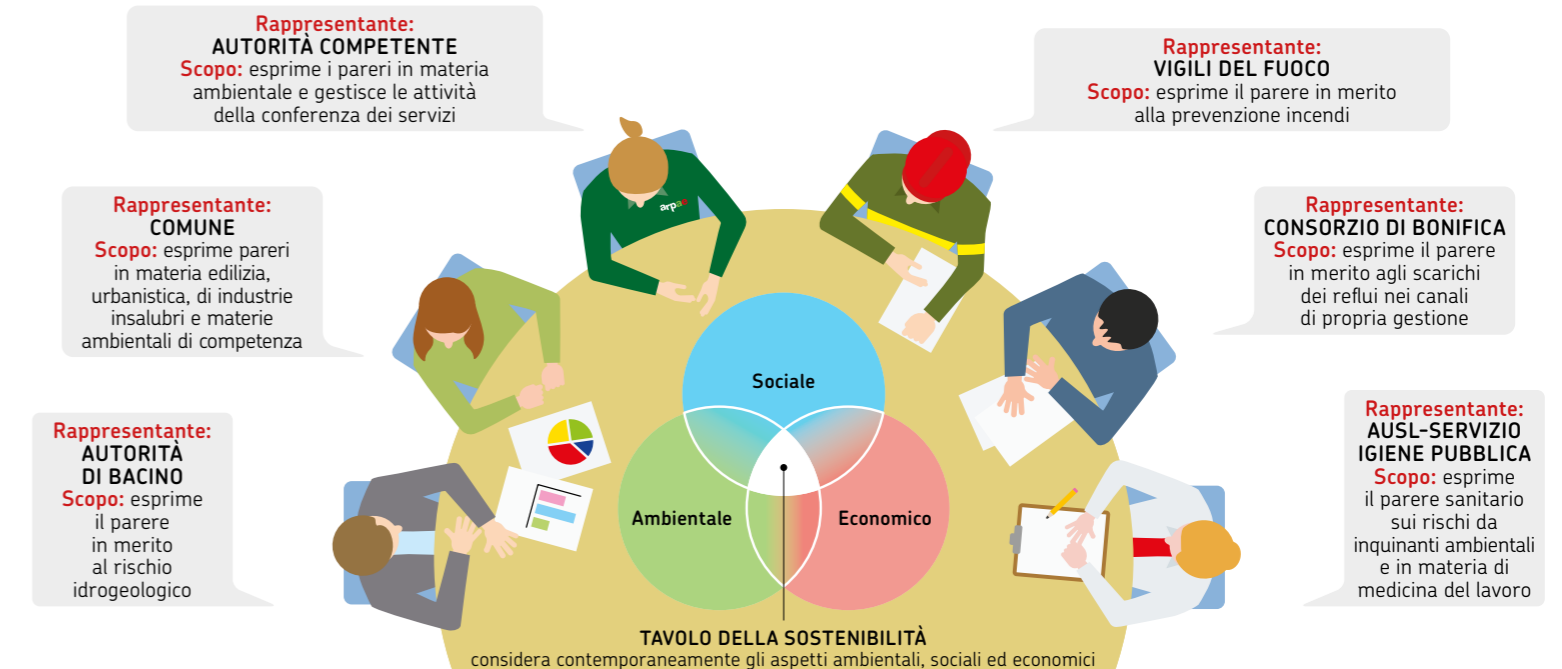 Rappresentante:
AUTORITÀ COMPETENTE
Scopo: esprime i pareri in materia
ambientale e gestisce le attività
della conferenza dei servizi
Rappresentante:
VIGILI DEL FUOCO
Scopo: esprime il parere in merito
alla prevenzione incendi
Rappresentante:
COMUNE
Scopo: esprime pareri
in materia edilizia,
urbanistica, di industrie
insalubri e materie
ambientali di competenza
Rappresentante:
CONSORZIO DI BONIFICA
Scopo: esprime il parere
in merito agli scarichi
dei reflui nei canali
di propria gestione
Rappresentante:
AUTORITÀ
DI BACINO
Scopo: esprime
il parere
in merito
al rischio
idrogeologico
Rappresentante:
AUSL-SERVIZIO
IGIENE PUBBLICA
Scopo: esprime
il parere sanitario
sui rischi da
inquinanti ambientali
e in materia di
medicina del lavoro
arpae
Sociale
Ambientale
Economico
TAVOLO DELLA SOSTENIBILITÀ
considera contemporaneamente gli aspetti ambientali, sociali ed economici